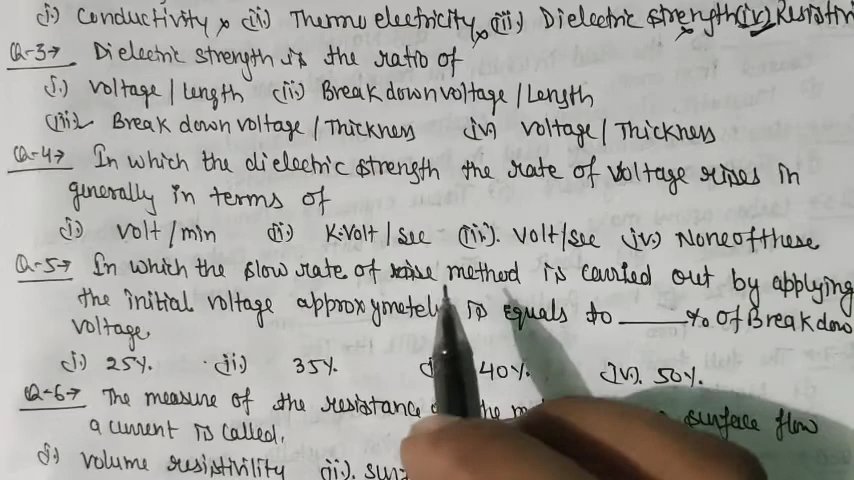 (i.) Conductivity (ii) Thermo electricity (iii.) Dielectric strength (iv.) Resistivi
Q-3→ Dielectric strength is the ratio of
(i.) voltage / Length (ii) Break down voltage / Length
(iii) Break down voltage / Thickness (iv) voltage / Thickness
Q-4→ In which the dielectric strength the rate of voltage rises in
generally in terms of
(i) volt / min (ii) K.Volt / Sec (iii). Volt/sec (iv.) None of these
Q-5→ In which the slow rate of raise method is carried out by applying
the initial voltage approxymetely is equals to ____ % of Break dow
voltage,
(i) 25%. (ii) 35%. 40%. (iv). 50%.
Q-6→ The measure of the resistance the surface flow
a current is called,
(i) volume resistivility (ii).